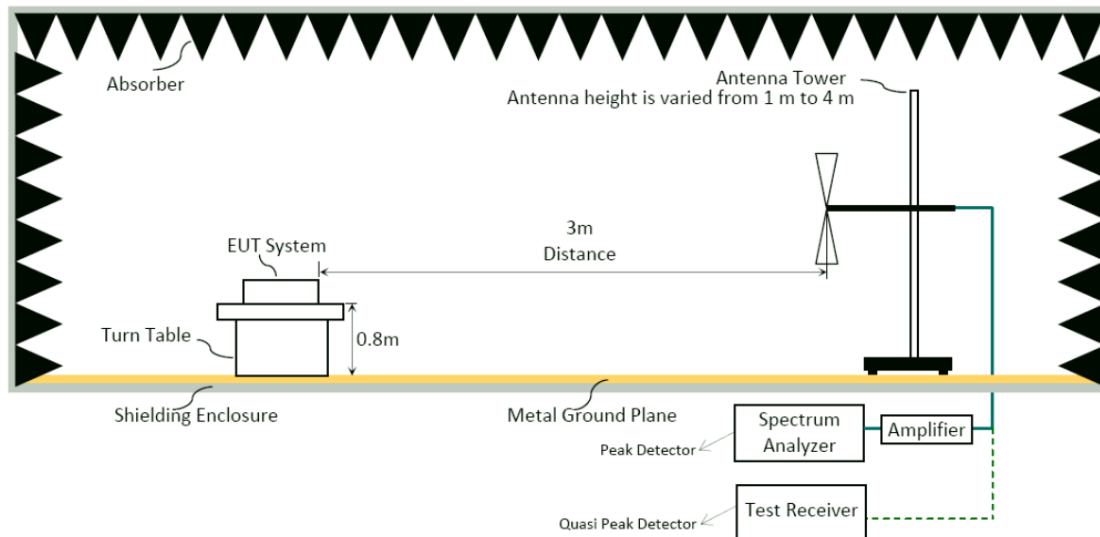 Absorber
Antenna Tower
Antenna height is varied from 1 m to 4 m
3m
Distance
EUT System
Turn Table
0.8m
Shielding Enclosure
Metal Ground Plane
Spectrum
Analyzer
Amplifier
Peak Detector
Test Receiver
Quasi Peak Detector